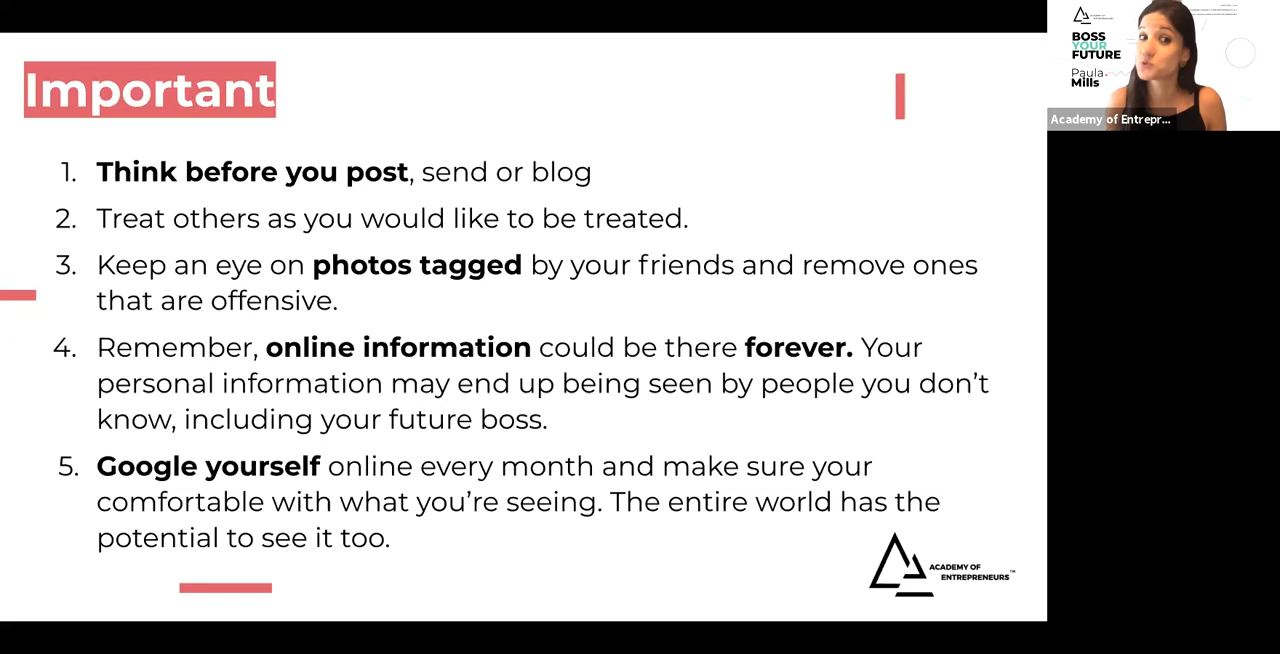 Important
1. Think before you post, send or blog
2. Treat others as you would like to be treated.
3. Keep an eye on photos tagged by your friends and remove ones
that are offensive.
4. Remember, online information could be there forever. Your
personal information may end up being seen by people you don’t
know, including your future boss.
5. Google yourself online every month and make sure your
comfortable with what you’re seeing. The entire world has the
potential to see it too.
ACADEMY OF
ENTREPRENEURS™
BOSS
YOUR
FUTURE
Paula
Mills
Academy of Entrepr...